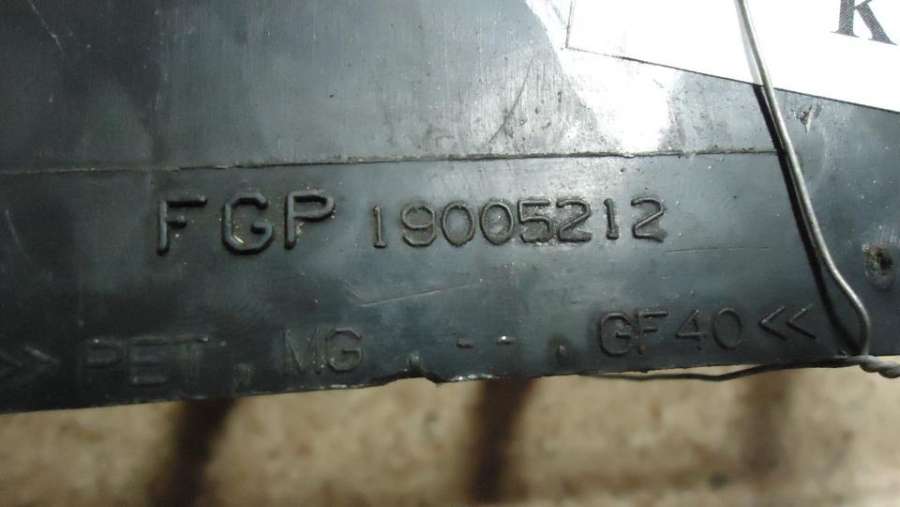 K
FGP 19005212
>> PET, MG , -- , GF40 <<